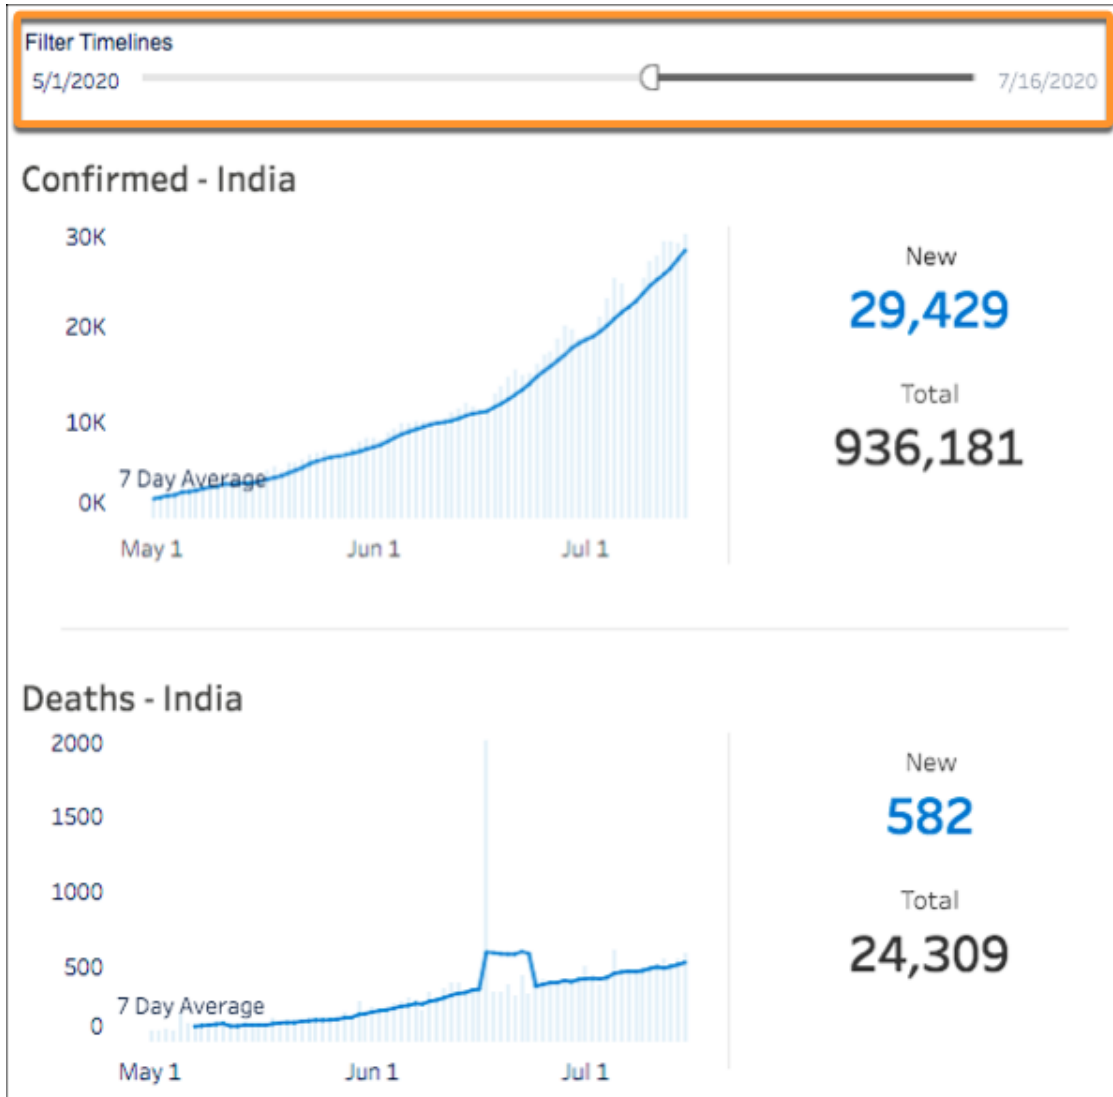 Filter Timelines
5/1/2020
7/16/2020
Confirmed - India
30K
20K
10K
0K
7 Day Average
May 1 Jun 1 Jul 1
New
29,429
Total
936,181
Deaths - India
2000
1500
1000
500
0
7 Day Average
May 1 Jun 1 Jul 1
New
582
Total
24,309